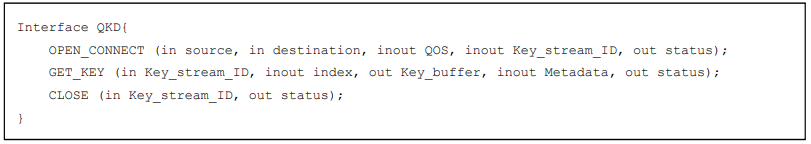 Interface QKD{
OPEN_CONNECT (in source, in destination, inout QOS, inout Key_stream_ID, out status);
GET_KEY (in Key_stream_ID, inout index, out Key_buffer, inout Metadata, out status);
CLOSE (in Key_stream_ID, out status);
}